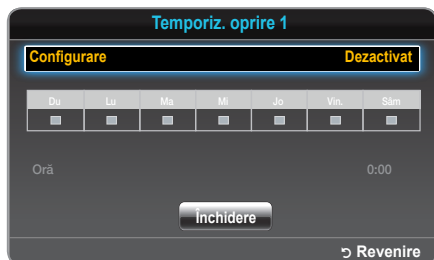 Temporiz. oprire 1
Configurare Dezactivat
Du Lu Ma Mi Jo Vin. Sâm
Oră 0:00
Închidere
Revenire